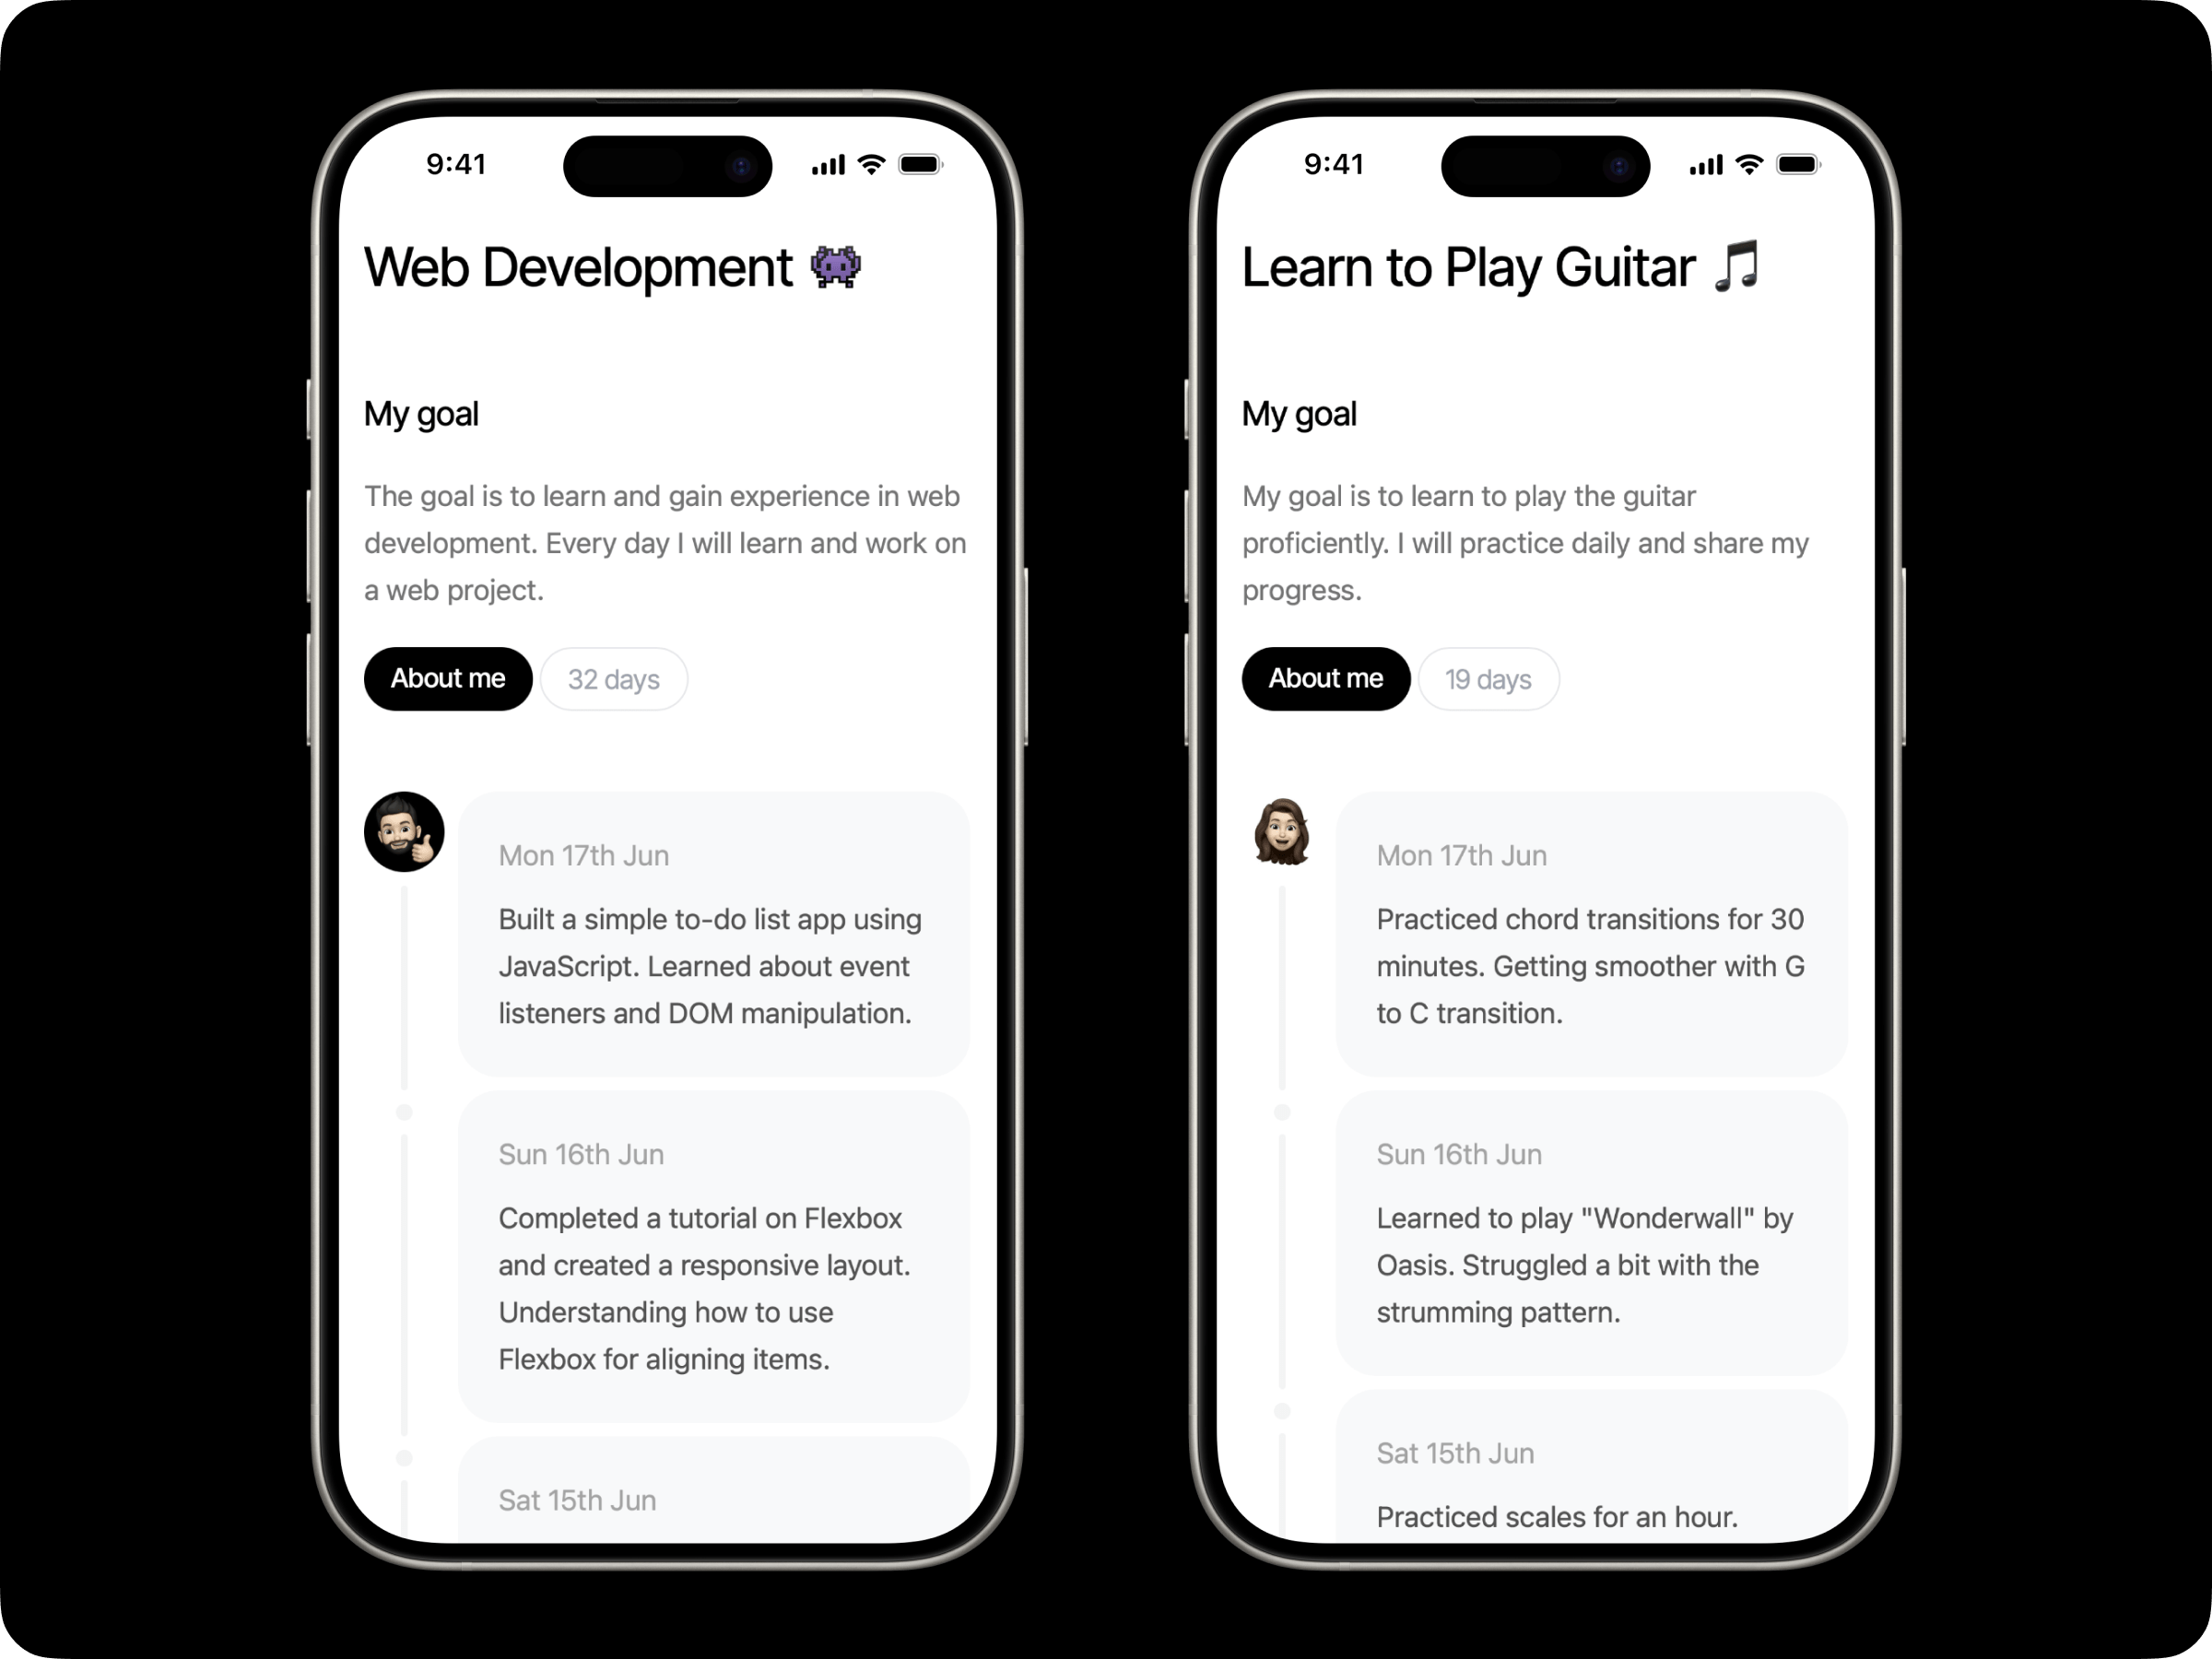 9:41
Web Development 👾
My goal
The goal is to learn and gain experience in web
development. Every day I will learn and work on
a web project.
About me
32 days
Mon 17th Jun
Built a simple to-do list app using
JavaScript. Learned about event
listeners and DOM manipulation.
Sun 16th Jun
Completed a tutorial on Flexbox
and created a responsive layout.
Understanding how to use
Flexbox for aligning items.
Sat 15th Jun
9:41
Learn to Play Guitar 🎵
My goal
My goal is to learn to play the guitar
proficiently. I will practice daily and share my
progress.
About me
19 days
Mon 17th Jun
Practiced chord transitions for 30
minutes. Getting smoother with G
to C transition.
Sun 16th Jun
Learned to play "Wonderwall" by
Oasis. Struggled a bit with the
strumming pattern.
Sat 15th Jun
Practiced scales for an hour.